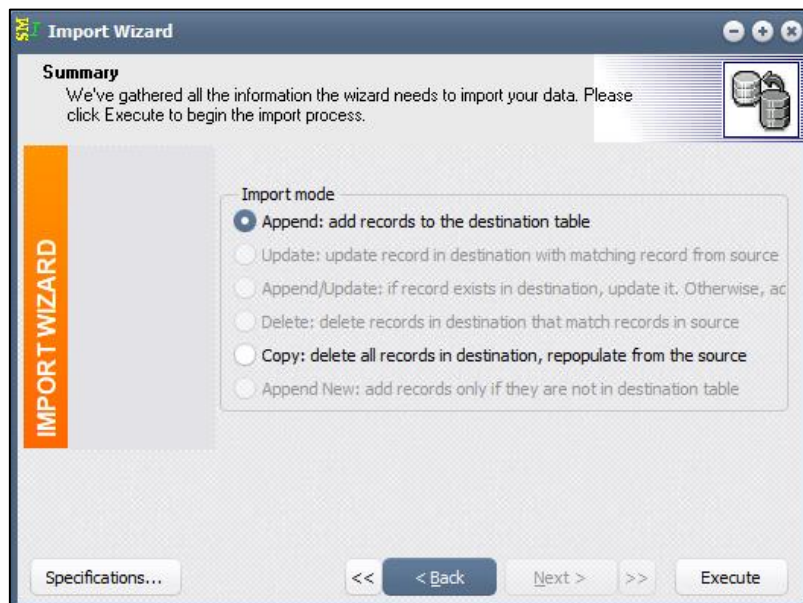 Import Wizard
Summary
We've gathered all the information the wizard needs to import your data. Please
click Execute to begin the import process.
IMPORT WIZARD
Import mode
Append: add records to the destination table
Update: update record in destination with matching record from source
Append/Update: if record exists in destination, update it. Otherwise, ac
Delete: delete records in destination that match records in source
Copy: delete all records in destination, repopulate from the source
Append New: add records only if they are not in destination table
Specifications... << < Back Next > >> Execute